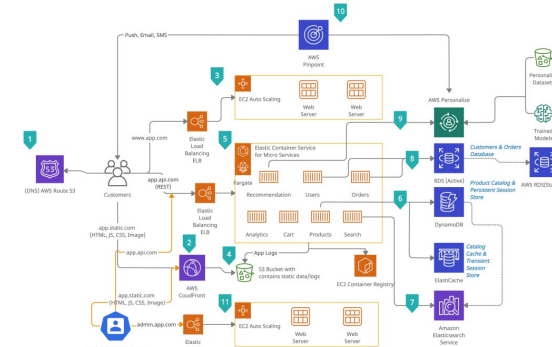 10
Push, Email, SMS
AWS
Pinpoint
3
EC2 Auto Scaling
Web
Server
Web
Server
AWS Personalize
Personali
Dataset
Trained
Models
1
53
(DNS) AWS Route 53
Customers
www.app.com
Elastic
Load
Balancing
ELB
5
Elastic Container Service
for Micro Services
Fargate
9
8
Recommendation
Users
Orders
RDS (Active)
Customers & Orders
Database
AWS RDS(St
app.api.com
(REST)
Elastic
Load
Balancing
ELB
Analytics
Cart
Products
Search
6
Product Catalog &
Persistent Session
Store
DynamoDB
app.static.com
(HTML, JS, CSS, Image)
app.api.com
2
AWS
CloudFront
4
App Logs
S3 Bucket with
contains static data/logs
EC2 Container Registry
Catalog
Cache &
Transient
Session
Store
ElastiCache
app.static.com
(HTML, JS, CSS, Image)
admin.app.com
Elastic
11
EC2 Auto Scaling
Web
Server
Web
Server
7
Amazon
Elasticsearch
Service